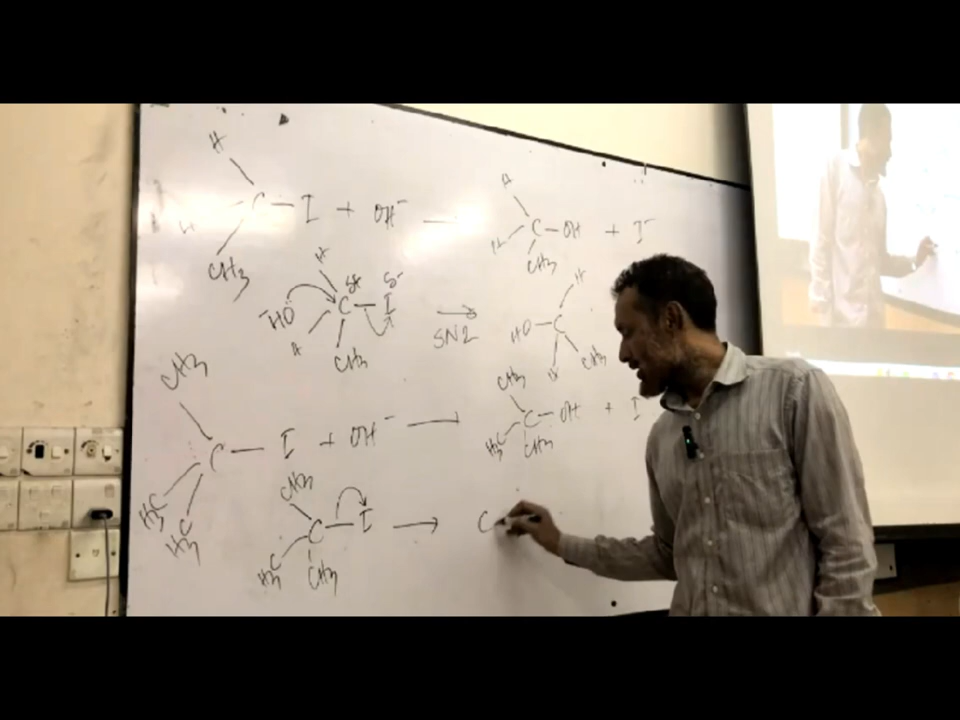 H
H C — I + OH⁻ —
CH3
H
H C — OH + I⁻
CH3
H
⁻HÖ C δ+ — I δ-
H
CH3
→
SN2
H
HO — C
H CH3
CH3
C — I + OH⁻ →
H3C
H3C
CH3
C — OH + I
H3C CH3
CH3
C — I →
H3C CH3
C